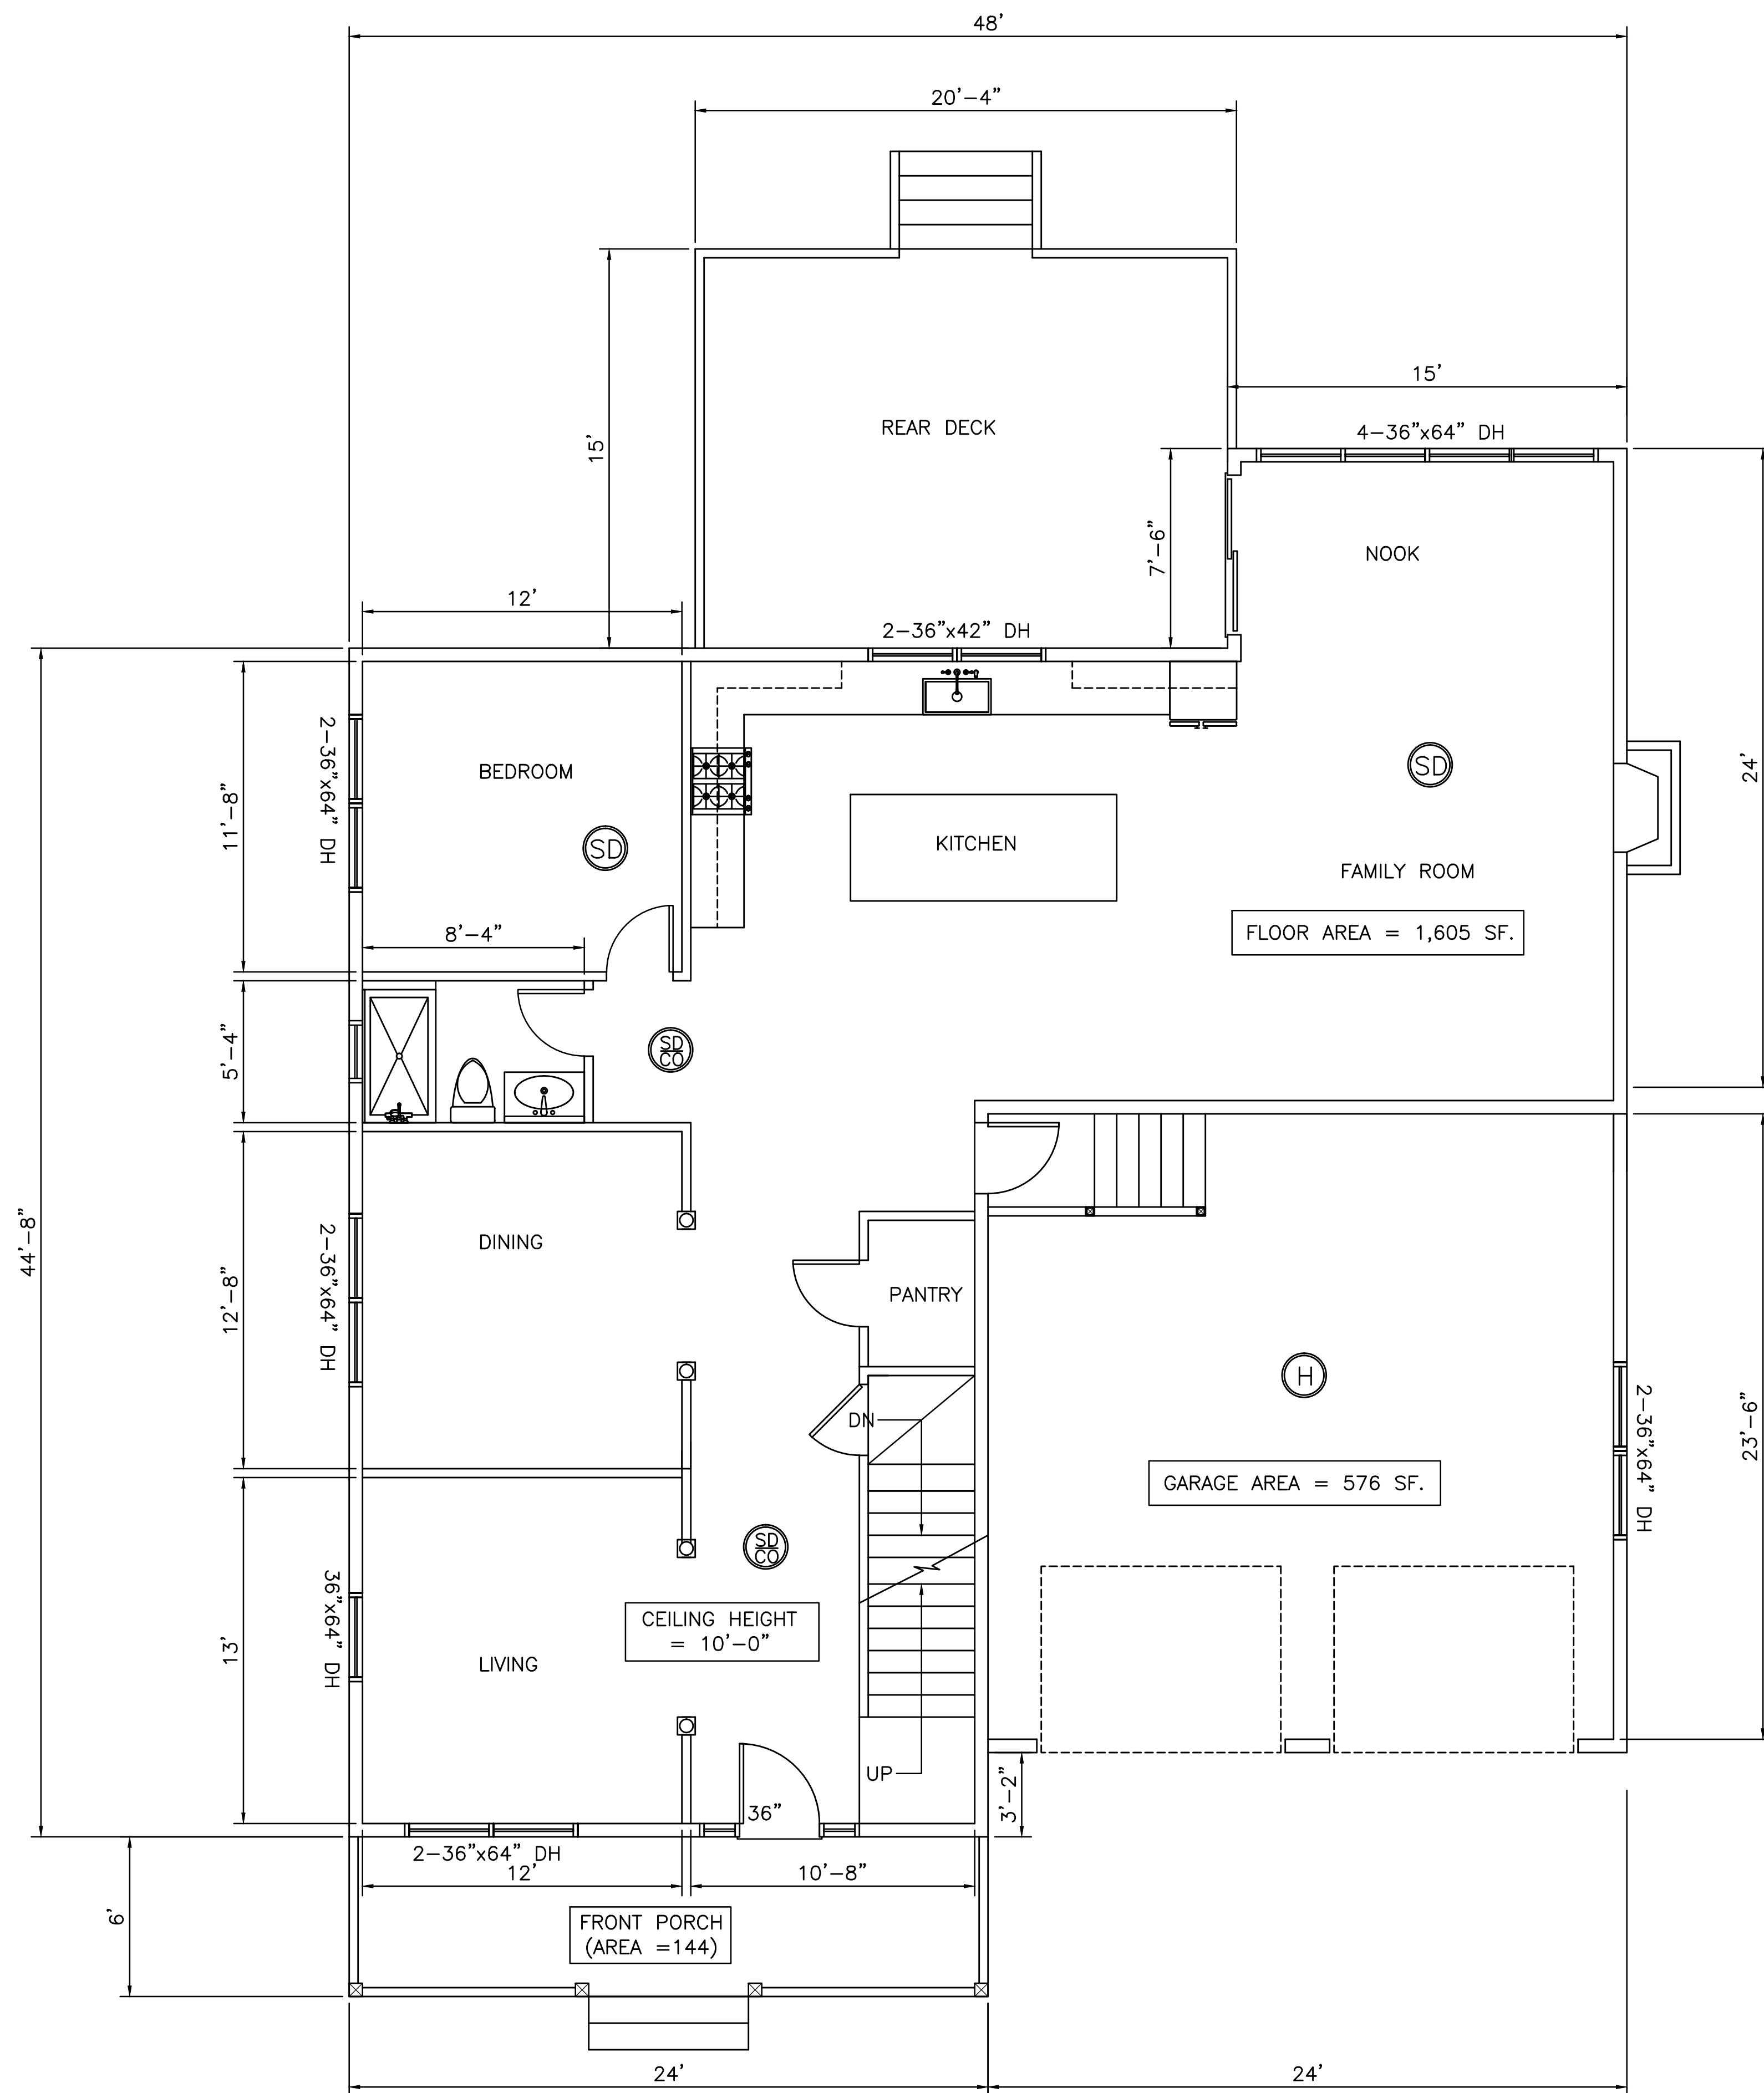 48’
20’–4”
15’
4–36”x64” DH
REAR DECK
15’
7’–6”
NOOK
12’
2–36”x42” DH
2–36”x64” DH
BEDROOM
SD
11’–8”
SD
24’
KITCHEN
FAMILY ROOM
FLOOR AREA = 1,605 SF.
8’–4”
5’–4”
SD
CO
44’–8”
12’–8”
2–36”x64” DH
DINING
PANTRY
H
DN
2–36”x64” DH
23’–6”
GARAGE AREA = 576 SF.
SD
CO
13’
36”x64” DH
LIVING
CEILING HEIGHT
= 10’–0”
UP
3’–2”
36”
2–36”x64” DH
12’
10’–8”
6’
FRONT PORCH
(AREA =144)
24’
24’